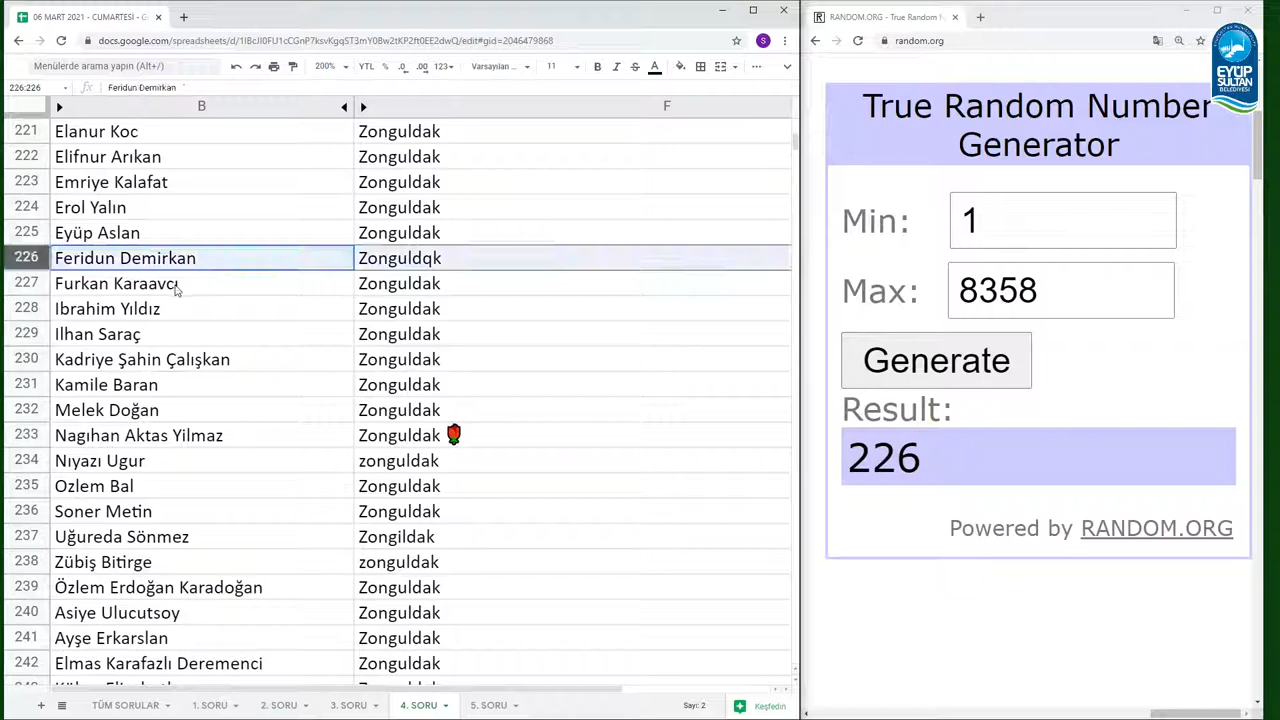 06 MART 2021 - CUMARTESİ - G
docs.google.com/spreadsheets/d/1IBcJI0FU1cCGnP7ksvKgqST3mY0Bw2tKP2ft0EE2dwQ/edit#gid=2046473568
S
Menülerde arama yapın (Alt+/)
200% YTL % .0 .00 123 Varsayılan... B I S A
226:226 fx Feridun Demirkan
B F
221 Elanur Koc Zonguldak
222 Elifnur Arıkan Zonguldak
223 Emriye Kalafat Zonguldak
224 Erol Yalın Zonguldak
225 Eyüp Aslan Zonguldak
226 Feridun Demirkan Zonguldqk
227 Furkan Karaavcı Zonguldak
228 Ibrahim Yıldız Zonguldak
229 Ilhan Saraç Zonguldak
230 Kadriye Şahin Çalışkan Zonguldak
231 Kamile Baran Zonguldak
232 Melek Doğan Zonguldak
233 Nagıhan Aktas Yilmaz Zonguldak🌹
234 Nıyazı Ugur zonguldak
235 Ozlem Bal Zonguldak
236 Soner Metin Zonguldak
237 Uğureda Sönmez Zongildak
238 Zübiş Bitirge zonguldak
239 Özlem Erdoğan Karadoğan Zonguldak
240 Asiye Ulucutsoy Zonguldak
241 Ayşe Erkarslan Zonguldak
242 Elmas Karafazlı Deremenci Zonguldak
TÜM SORULAR 1. SORU 2. SORU 3. SORU 4. SORU 5. SORU Sayı: 2 Keşfedin
RANDOM.ORG - True Random N
random.org
EYÜP
SULTAN
BELEDİYESİ
True Random Number
Generator
Min: 1
Max: 8358
Generate
Result:
226
Powered by RANDOM.ORG